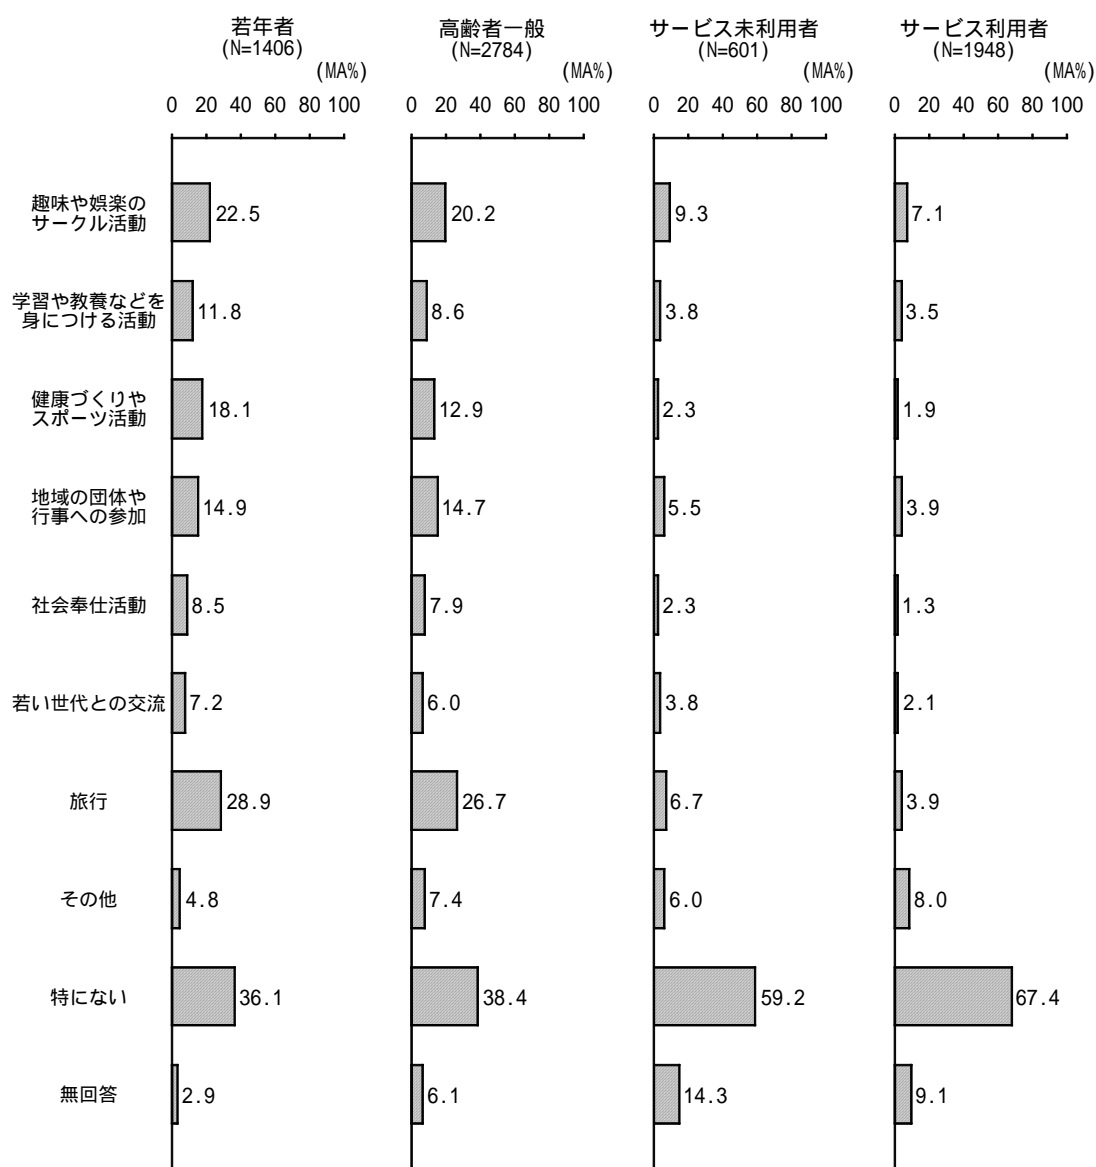 若年者 高齢者一般 サービス未利用者 サービス利用者
(N=1406) (N=2784) (N=601) (N=1948)
(MA%) (MA%) (MA%) (MA%)
0 20 40 60 80 100 0 20 40 60 80 100 0 20 40 60 80 100 0 20 40 60 80 100
趣味や娯楽の
サークル活動
22.5 20.2 9.3 7.1
学習や教養などを
身につける活動
11.8 8.6 3.8 3.5
健康づくりや
スポーツ活動
18.1 12.9 2.3 1.9
地域の団体や
行事への参加
14.9 14.7 5.5 3.9
社会奉仕活動 8.5 7.9 2.3 1.3
若い世代との交流 7.2 6.0 3.8 2.1
旅行 28.9 26.7 6.7 3.9
その他 4.8 7.4 6.0 8.0
特にない 36.1 38.4 59.2 67.4
無回答 2.9 6.1 14.3 9.1